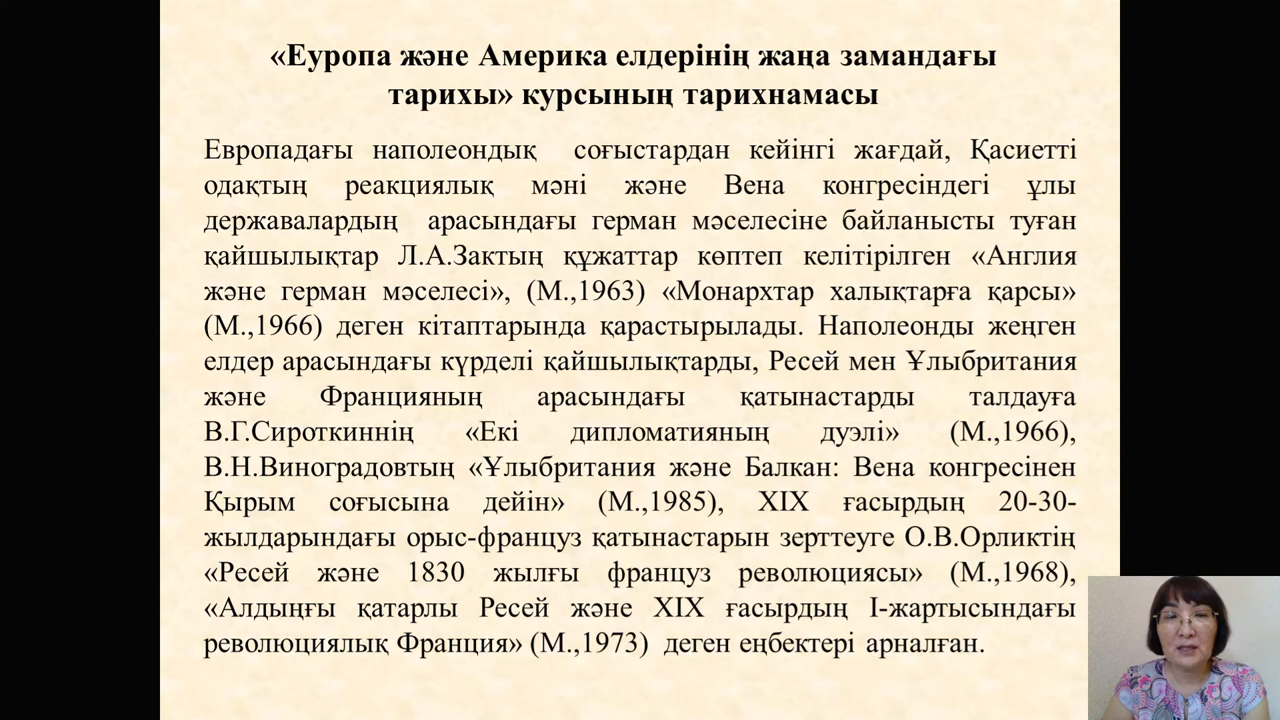 «Еуропа және Америка елдерінің жаңа замандағы
тарихы» курсының тарихнамасы
Европадағы наполеондық соғыстардан кейінгі жағдай, Қасиетті
одақтың реакциялық мәні және Вена конгресіндегі ұлы
державалардың арасындағы герман мәселесіне байланысты туған
қайшылықтар Л.А.Зактың құжаттар көптеп келітірілген «Англия
және герман мәселесі», (М.,1963) «Монархтар халықтарға қарсы»
(М.,1966) деген кітаптарында қарастырылады. Наполеонды жеңген
елдер арасындағы күрделі қайшылықтарды, Ресей мен Ұлыбритания
және Францияның арасындағы қатынастарды талдауға
В.Г.Сироткиннің «Екі дипломатияның дуэлі» (М.,1966),
В.Н.Виноградовтың «Ұлыбритания және Балкан: Вена конгресінен
Қырым соғысына дейін» (М.,1985), XIX ғасырдың 20-30-
жылдарындағы орыс-француз қатынастарын зерттеуге О.В.Орликтің
«Ресей және 1830 жылғы француз революциясы» (М.,1968),
«Алдыңғы қатарлы Ресей және XIX ғасырдың I-жартысындағы
революциялық Франция» (М.,1973) деген еңбектері арналған.